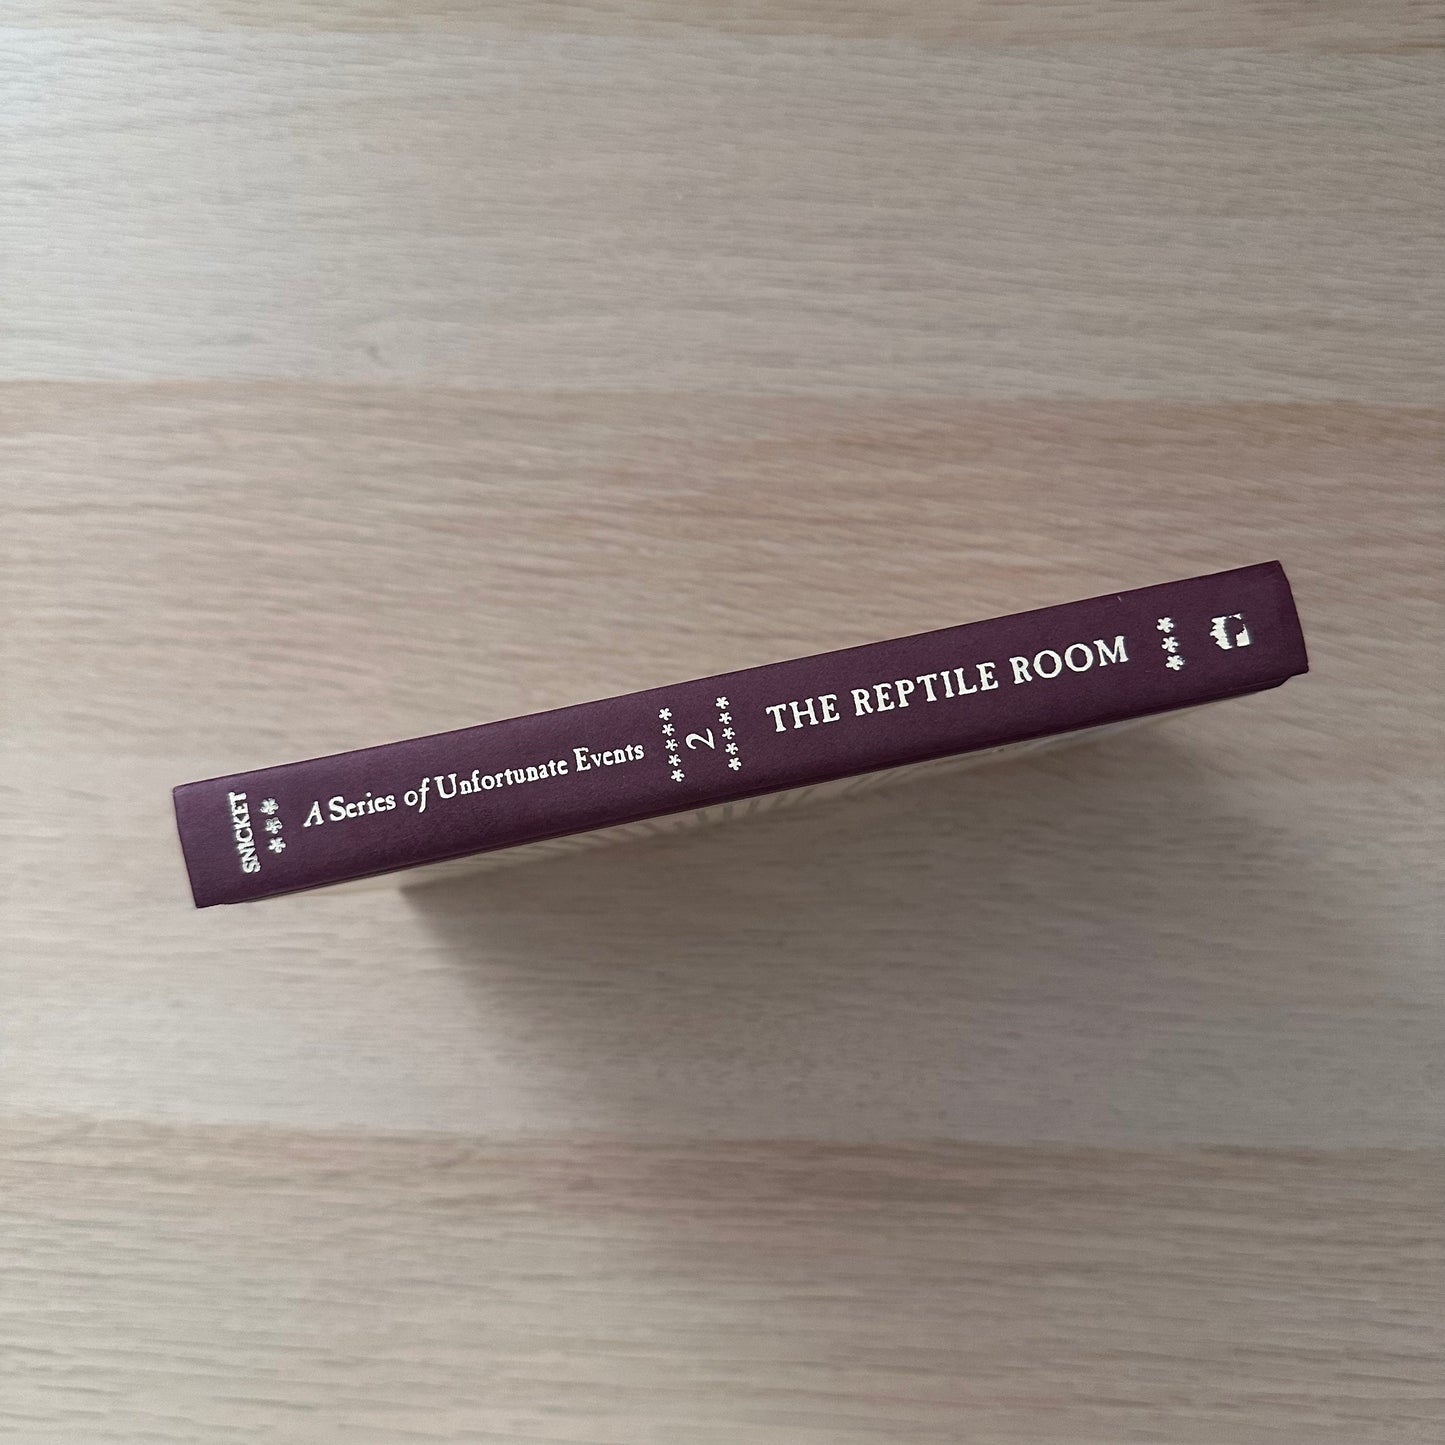 SNICKET
A Series of Unfortunate Events
2
THE REPTILE ROOM